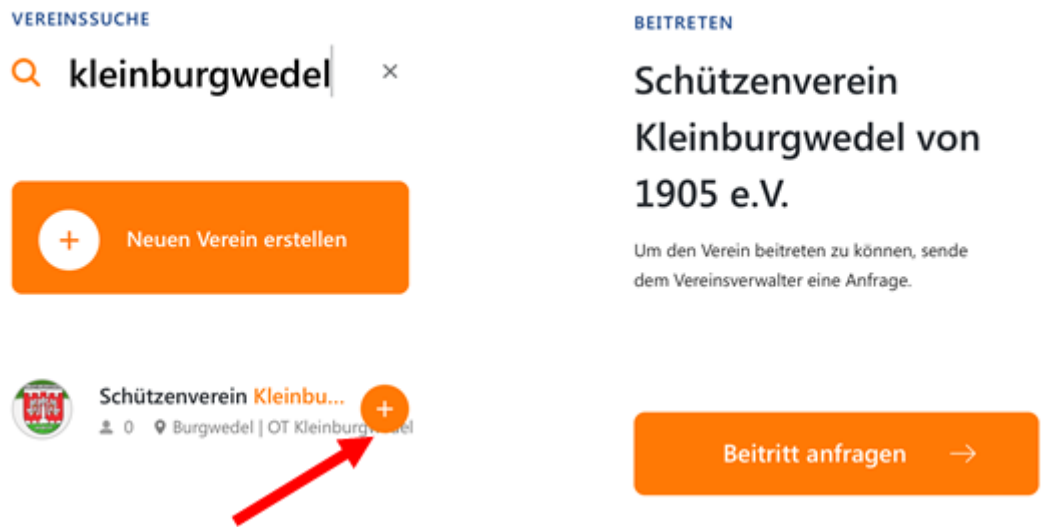 VEREINSSUCHE
kleinburgwedel
Neuen Verein erstellen
Schützenverein Kleinbu...
0 Burgwedel | OT Kleinburgwedel
BEITRETEN
Schützenverein
Kleinburgwedel von
1905 e.V.
Um den Verein beitreten zu können, sende
dem Vereinsverwalter eine Anfrage.
Beitritt anfragen